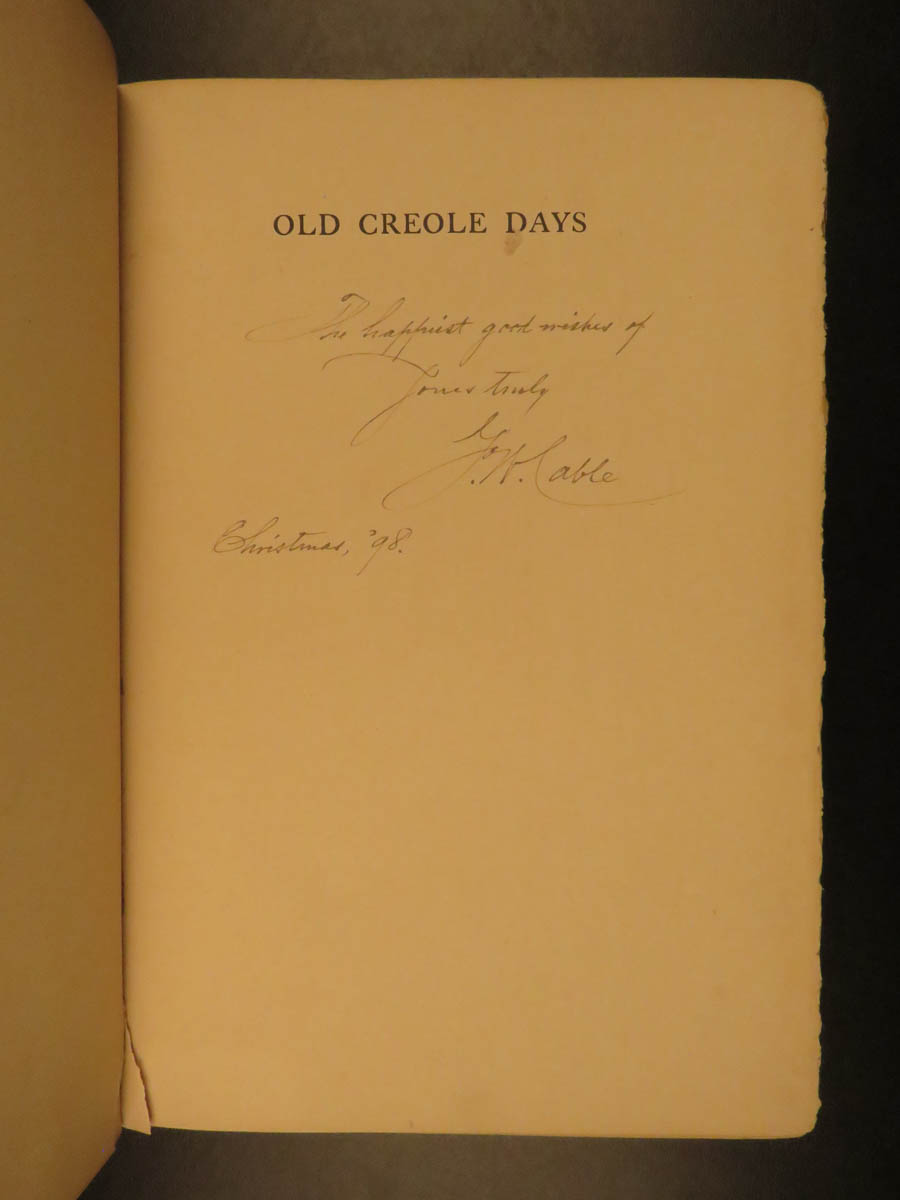 OLD CREOLE DAYS
The happiest good wishes of
Yours truly
G. W. Cable
Christmas, '98.